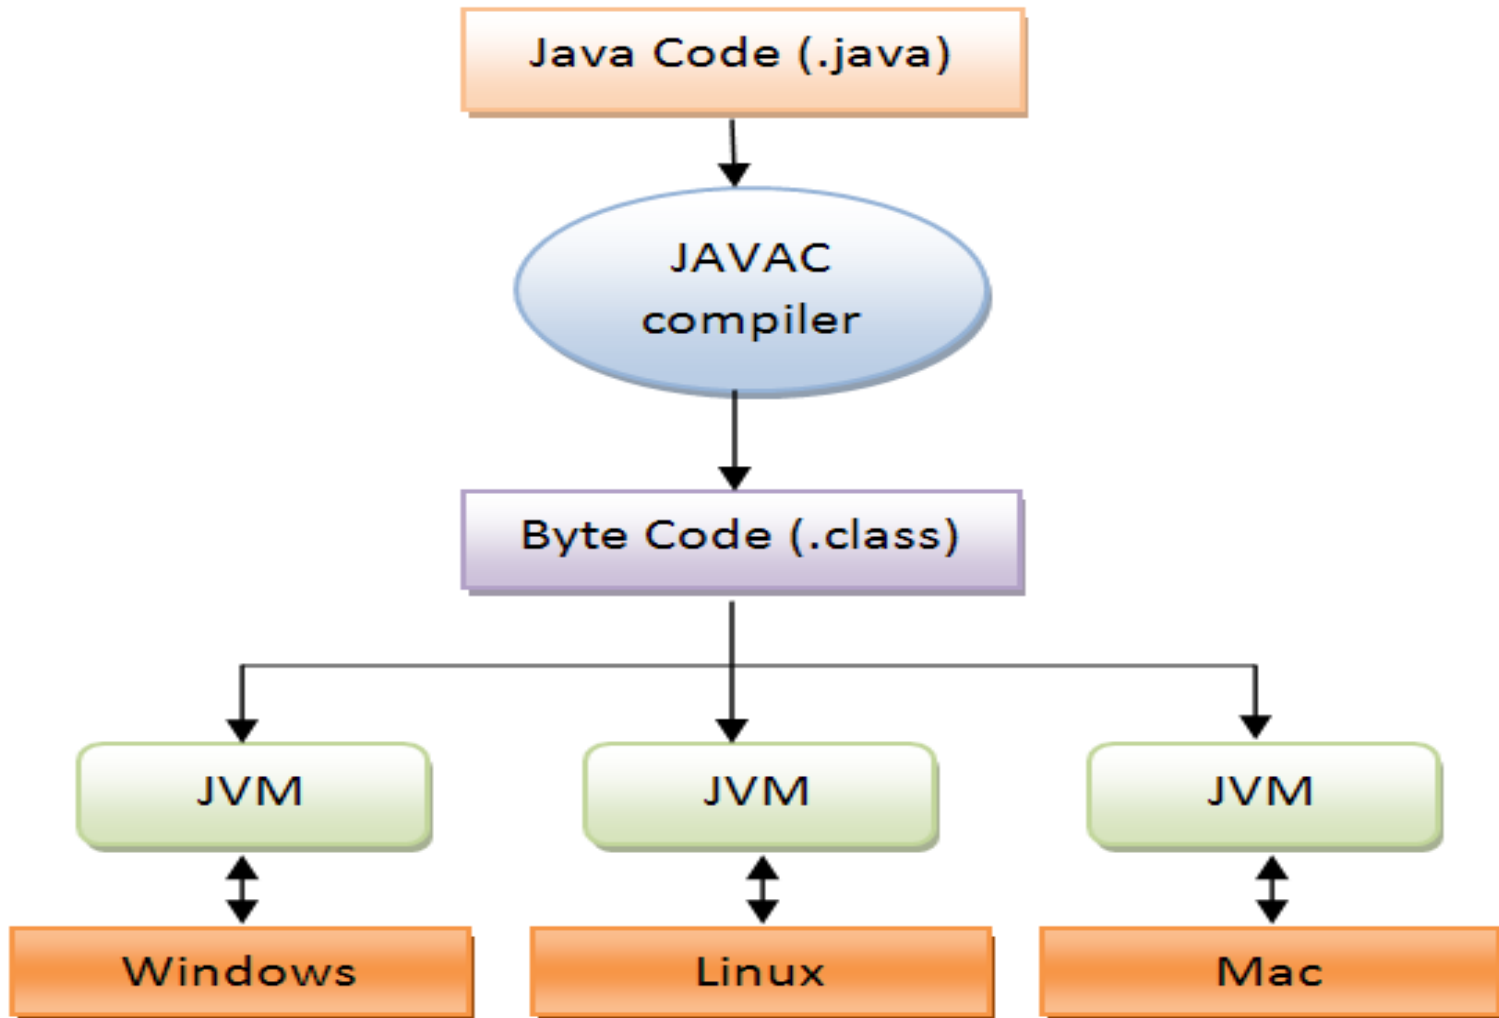 Java Code (.java)
JAVAC
compiler
Byte Code (.class)
JVM
JVM
JVM
Windows
Linux
Mac